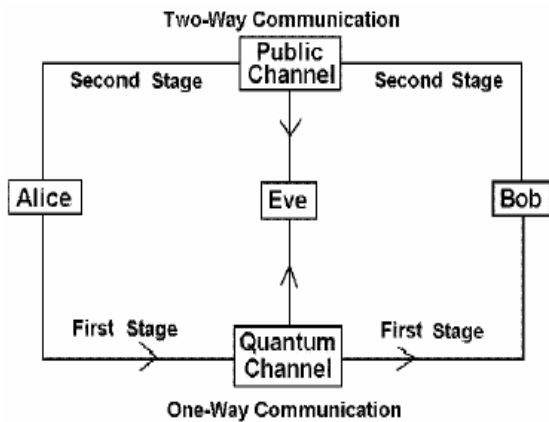 Two-Way Communication
Public
Channel
Second Stage
Second Stage
Alice
Eve
Bob
First Stage
First Stage
Quantum
Channel
One-Way Communication